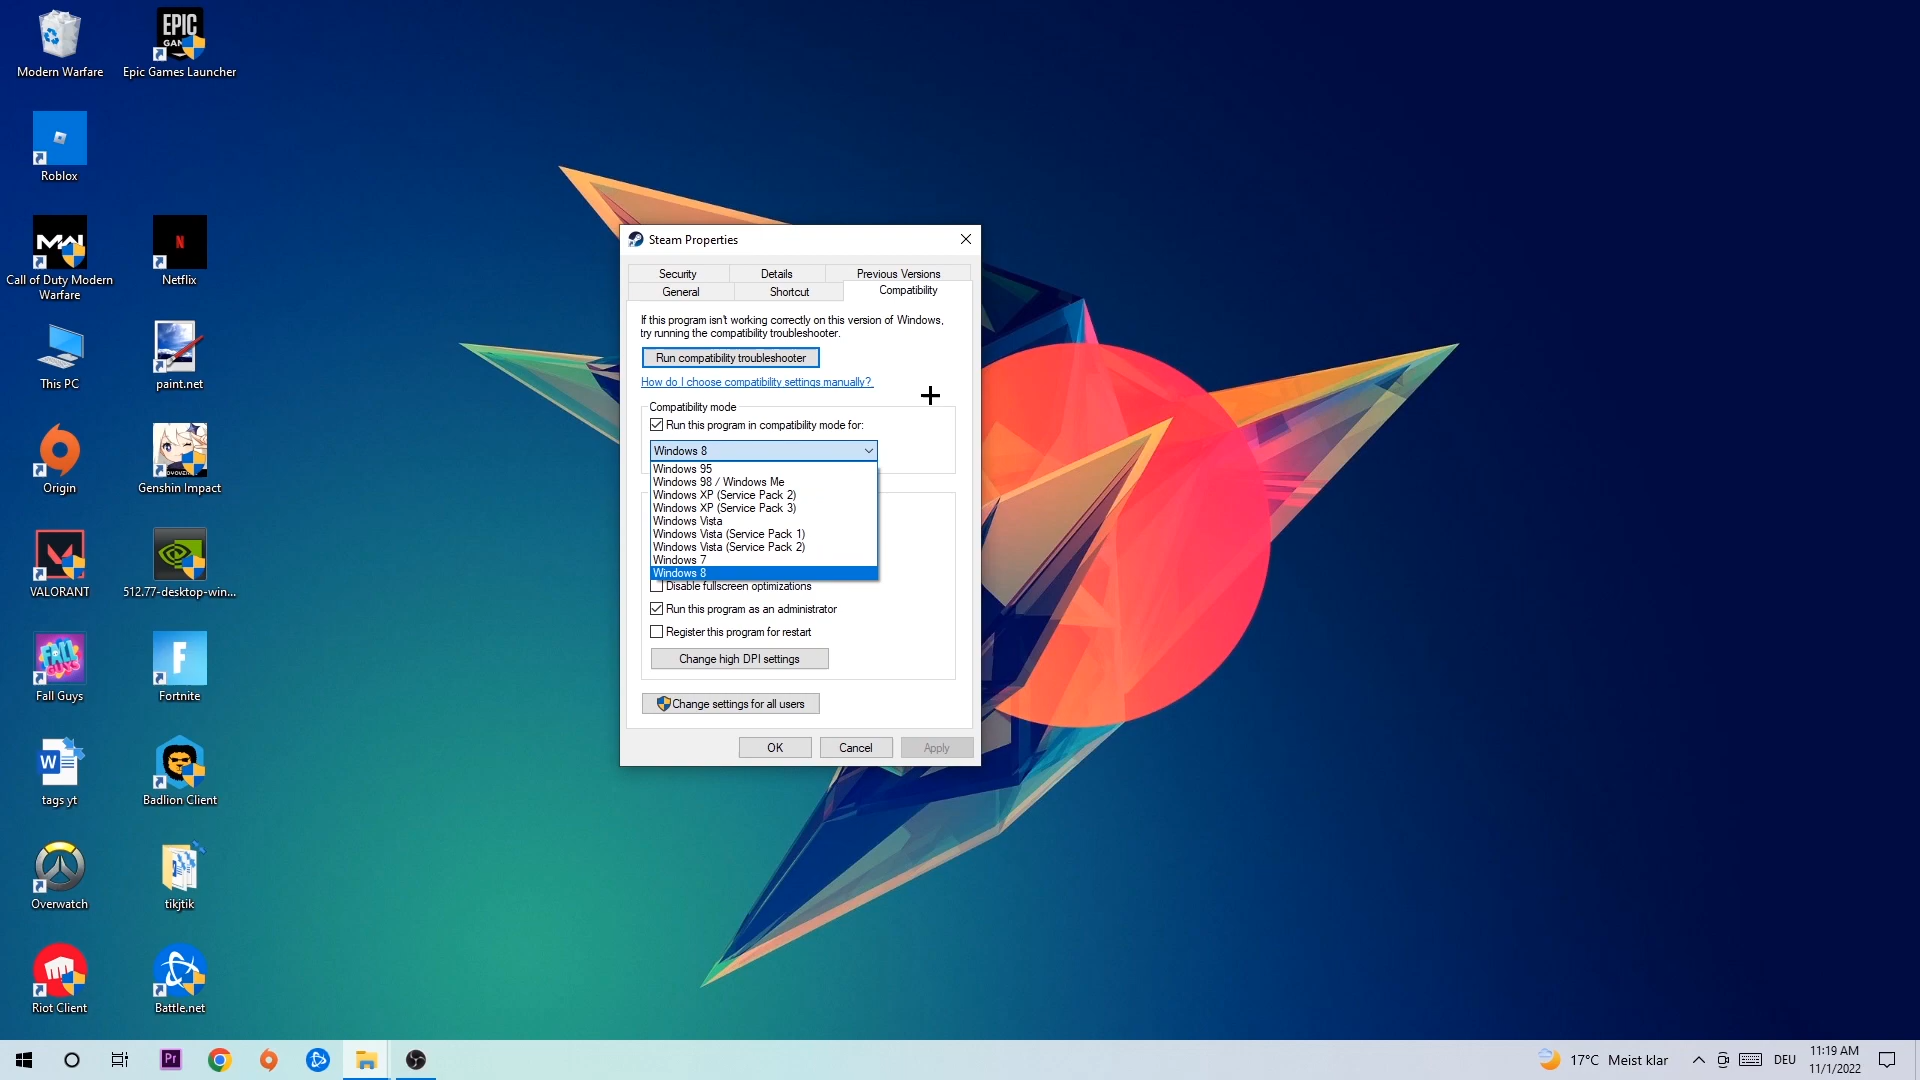 Modern Warfare
EPIC
GAMES
Epic Games Launcher
Roblox
MW
Call of Duty Modern
Warfare
N
Netflix
This PC
paint.net
Origin
Genshin Impact
VALORANT
512.77-desktop-win...
FALL
GUYS
Fall Guys
F
Fortnite
W
tags yt
Badlion Client
Overwatch
tikjtik
Riot Client
Battle.net
Steam Properties
Security
Details
Previous Versions
General
Shortcut
Compatibility
If this program isn't working correctly on this version of Windows,
try running the compatibility troubleshooter.
Run compatibility troubleshooter
How do I choose compatibility settings manually?
Compatibility mode
Run this program in compatibility mode for:
Windows 8
Windows 95
Windows 98 / Windows Me
Windows XP (Service Pack 2)
Windows XP (Service Pack 3)
Windows Vista
Windows Vista (Service Pack 1)
Windows Vista (Service Pack 2)
Windows 7
Windows 8
Disable fullscreen optimizations
Run this program as an administrator
Register this program for restart
Change high DPI settings
Change settings for all users
OK
Cancel
Apply
Pr
17°C Meist klar
DEU
11:19 AM
11/1/2022